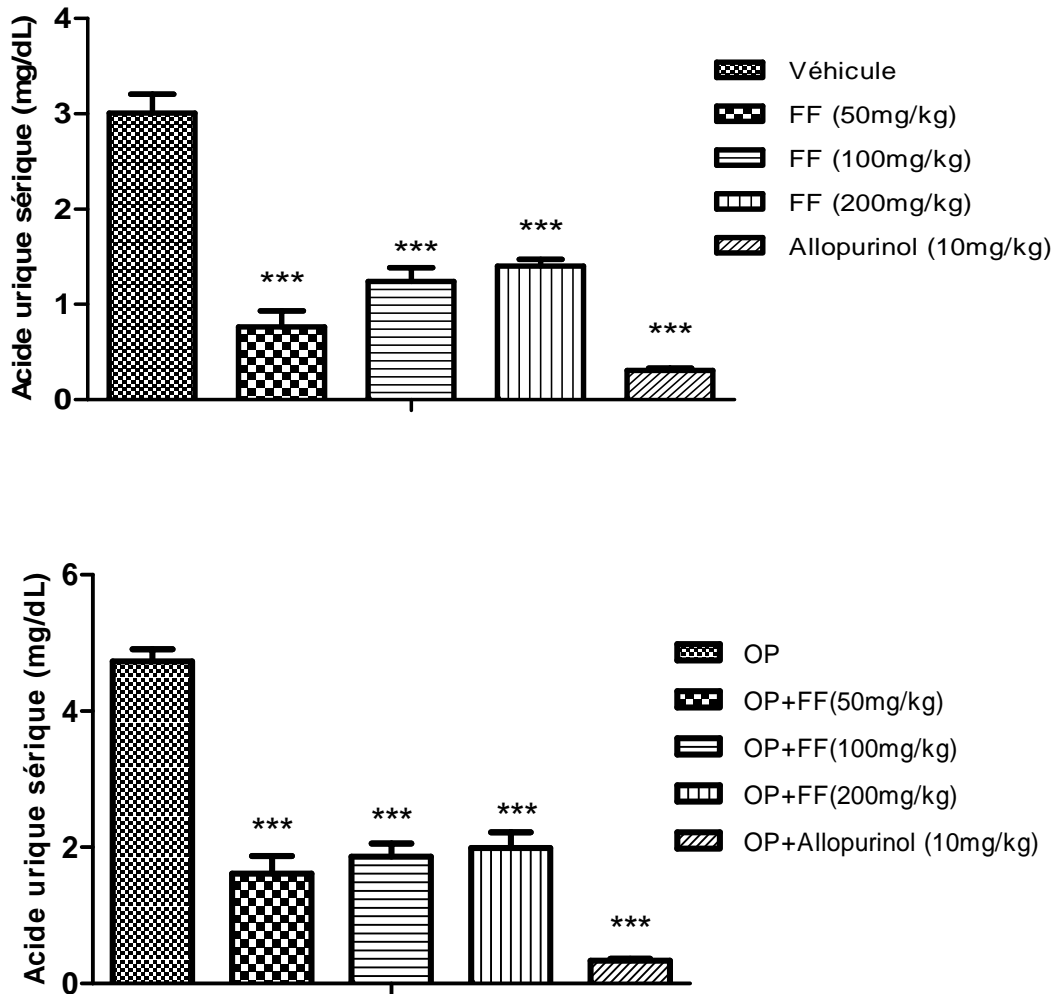 Acide urique sérique (mg/dL)
4
3
2
1
0
***
***
***
***
Véhicule
FF (50mg/kg)
FF (100mg/kg)
FF (200mg/kg)
Allopurinol (10mg/kg)
Acide urique sérique (mg/dL)
6
4
2
0
***
***
***
***
OP
OP+FF(50mg/kg)
OP+FF(100mg/kg)
OP+FF(200mg/kg)
OP+Allopurinol (10mg/kg)